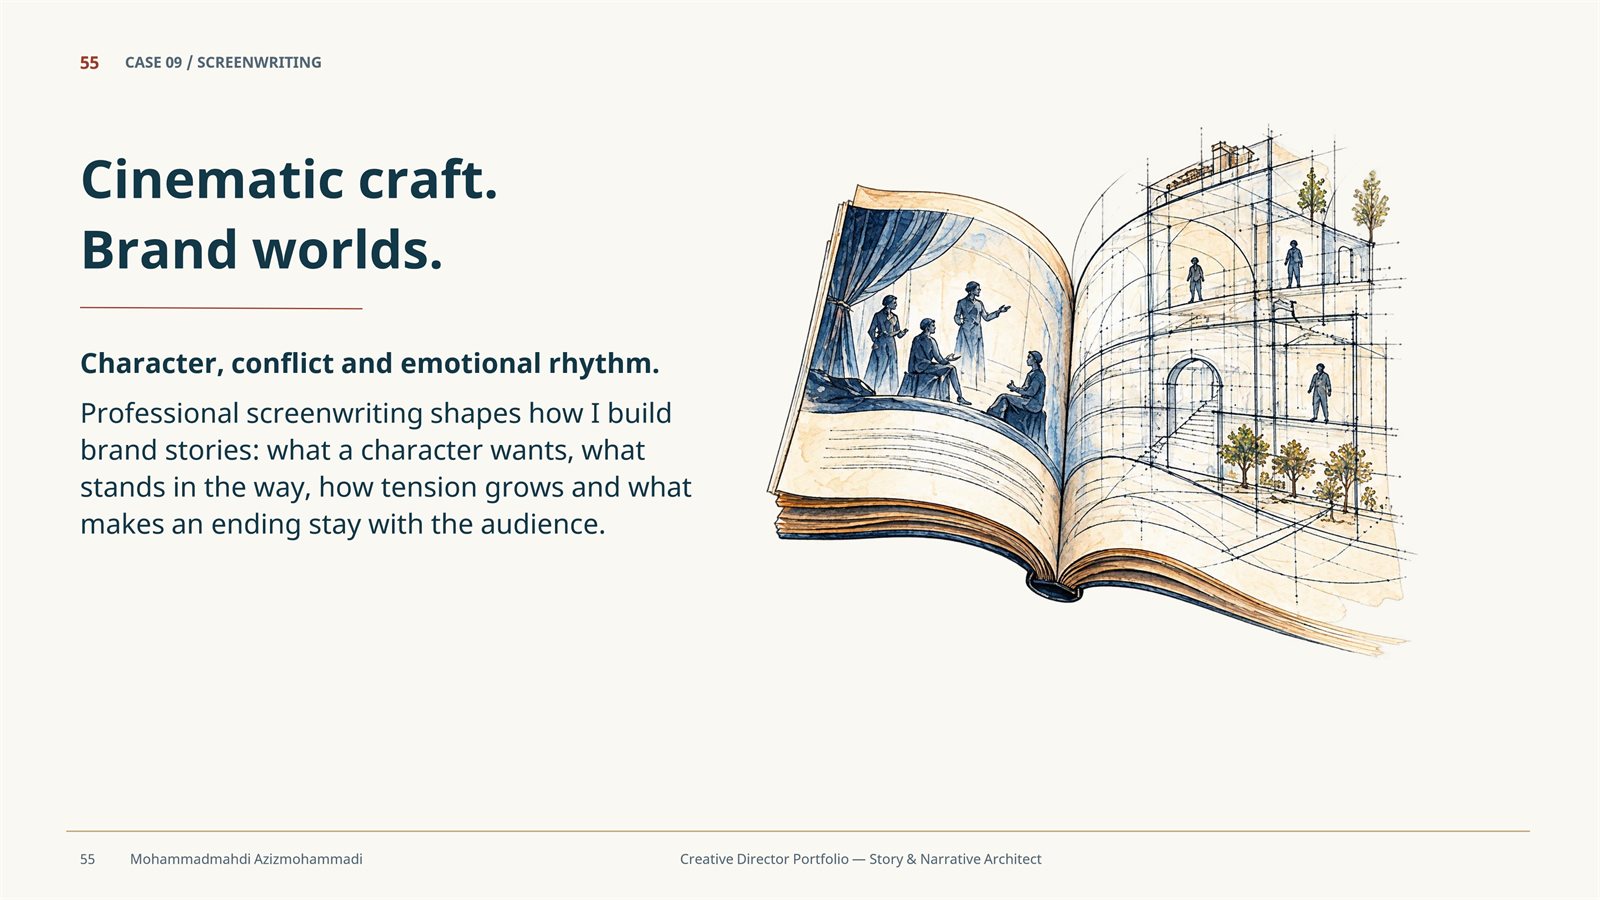 55 CASE 09 / SCREENWRITING
Cinematic craft.
Brand worlds.
Character, conflict and emotional rhythm.
Professional screenwriting shapes how I build
brand stories: what a character wants, what
stands in the way, how tension grows and what
makes an ending stay with the audience.
55 Mohammadmahdi Azizmohammadi Creative Director Portfolio — Story & Narrative Architect